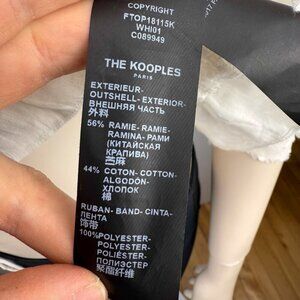 COPYRIGHT
FTOP18115K
WHI01
C089949
THE KOOPLES
PARIS
EXTERIEUR-
OUTSHELL-EXTERIOR-
ВНЕШНЯЯ ЧАСТЬ
外料
56% RAMIE-RAMIE-
RAMINA-РАМИ
(КИТАЙСКАЯ
КРАПИВА)
苎麻
44% COTON-COTTON-
ALGODÓN-
ХЛОПОК
棉
RUBAN-BAND-CINTA-
ЛЕНТА
饰带
100%POLYESTER-
POLYESTER-
POLIÉSTER-
ПОЛИЭСТЕР
聚酯纤维